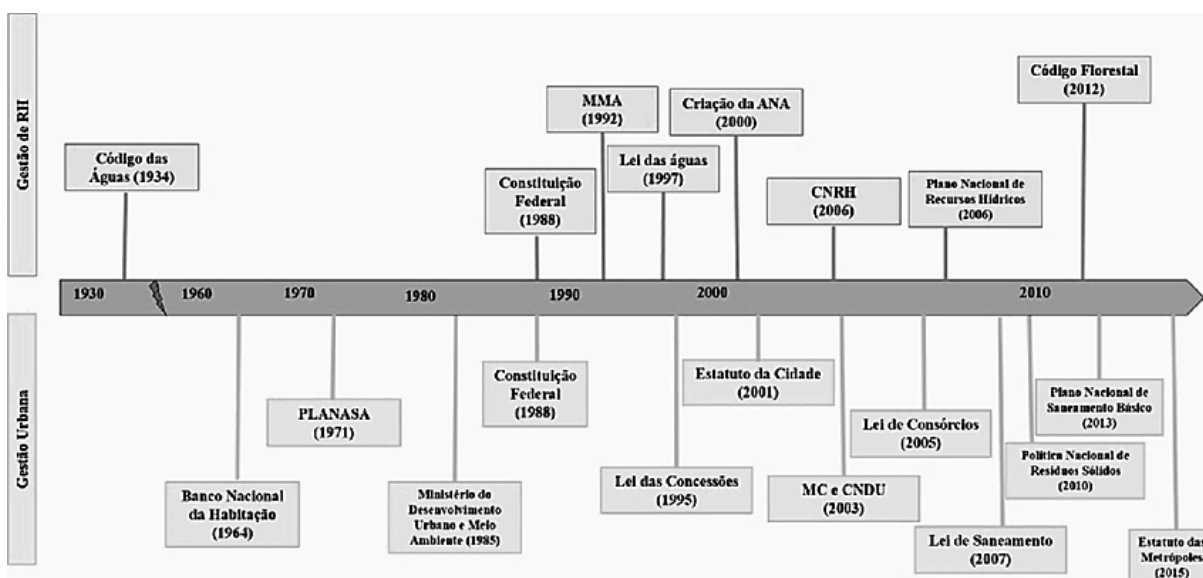 Gestão de RH
Código das
Águas (1934)
Constituição
Federal
(1988)
MMA
(1992)
Lei das águas
(1997)
Criação da ANA
(2000)
CNRH
(2006)
Plano Nacional de
Recursos Hídricos
(2006)
Código Florestal
(2012)
1930 1960 1970 1980 1990 2000 2010
Gestão Urbana
Banco Nacional
da Habitação
(1964)
PLANASA
(1971)
Ministério do
Desenvolvimento
Urbano e Meio
Ambiente (1985)
Constituição
Federal
(1988)
Lei das Concessões
(1995)
Estatuto da Cidade
(2001)
MC e CNDU
(2003)
Lei de Consórcios
(2005)
Lei de Saneamento
(2007)
Política Nacional de
Resíduos Sólidos
(2010)
Plano Nacional de
Saneamento Básico
(2013)
Estatuto das
Metrópoles
(2015)